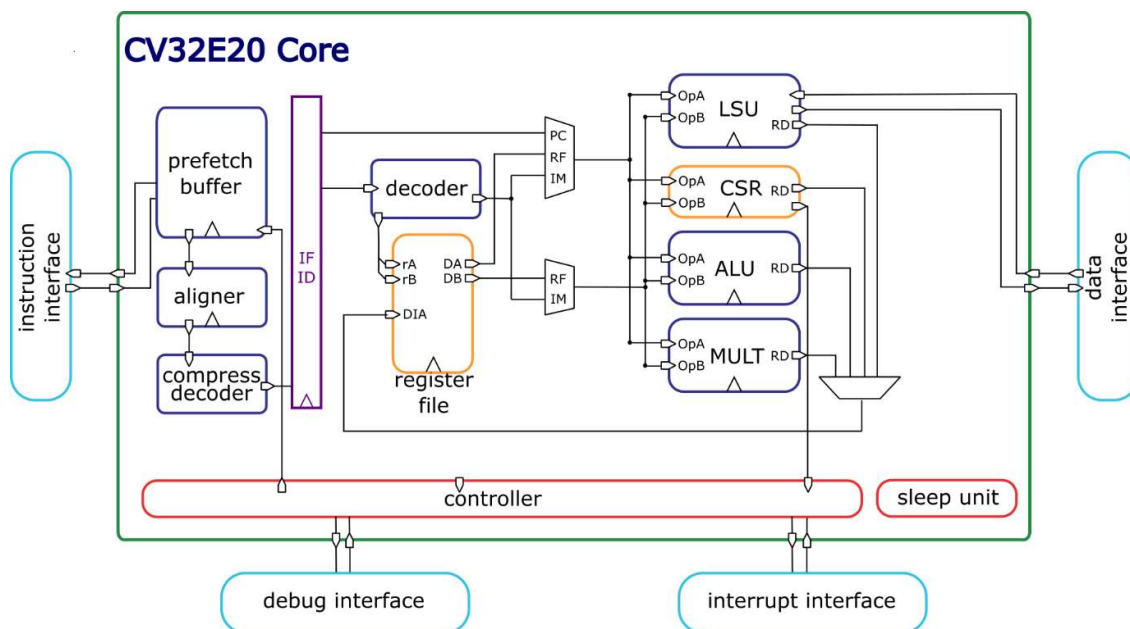 CV32E20 Core
instruction
interface
prefetch
buffer
aligner
compress
decoder
IF
ID
decoder
rA
rB
DIA
DA
DB
register
file
PC
RF
IM
RF
IM
OpA
OpB
LSU
RD
OpA
OpB
CSR
RD
OpA
OpB
ALU
RD
OpA
OpB
MULT
RD
data
interface
controller
sleep unit
debug interface
interrupt interface